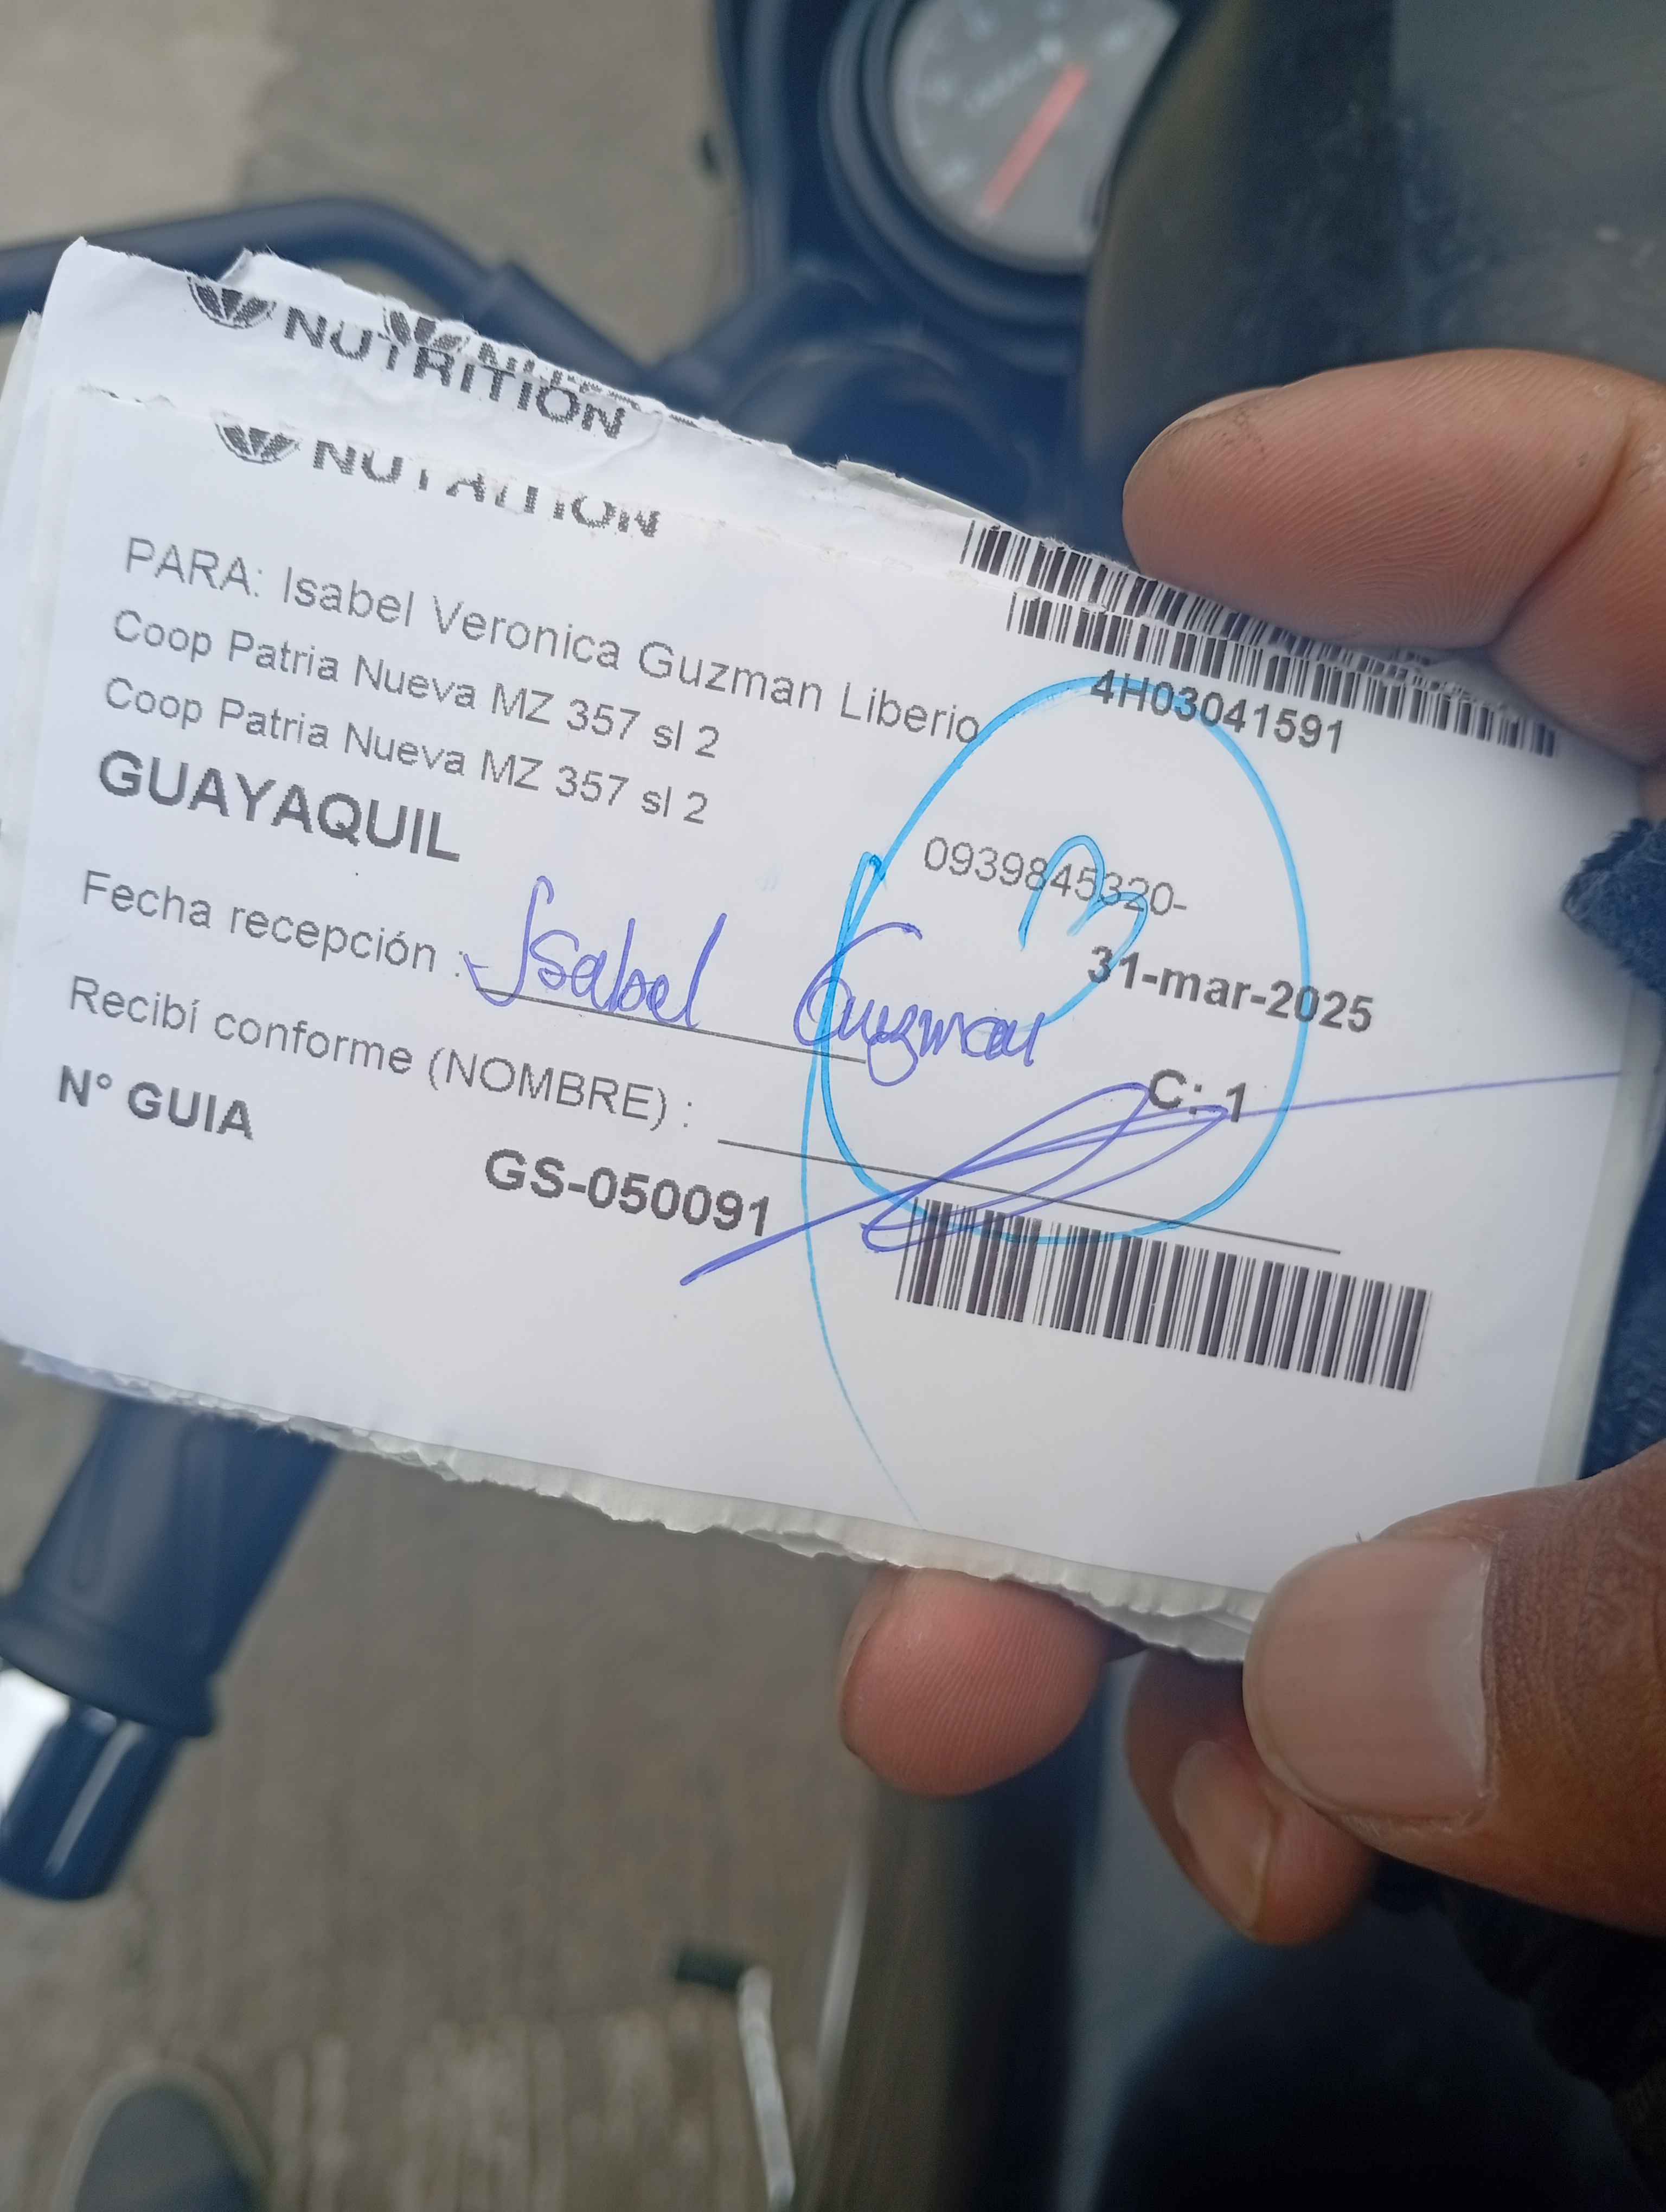 NUTRITION
NUTRITION
PARA: Isabel Veronica Guzman Liberio
4H03041591
Coop Patria Nueva MZ 357 sl 2
Coop Patria Nueva MZ 357 sl 2
0939845320-
GUAYAQUIL
31-mar-2025
Fecha recepción : Isabel Guzman
C: 1
Recibí conforme (NOMBRE) :
N° GUIA GS-050091